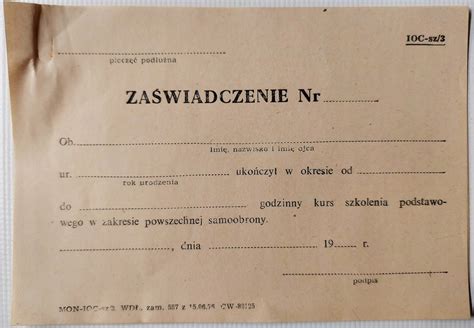 IOC-sz/3
pieczęć podłużna
ZAŚWIADCZENIE Nr
Ob.
Imię, nazwisko i imię ojca
ur. ukończył w okresie od
rok urodzenia
do godzinny kurs szkolenia podstawo-
wego w zakresie powszechnej samoobrony.
, dnia 19 r.
podpis
MON-IOC-sz/3 WDŁ. zam. 557 z 15.06.56 CW-80125